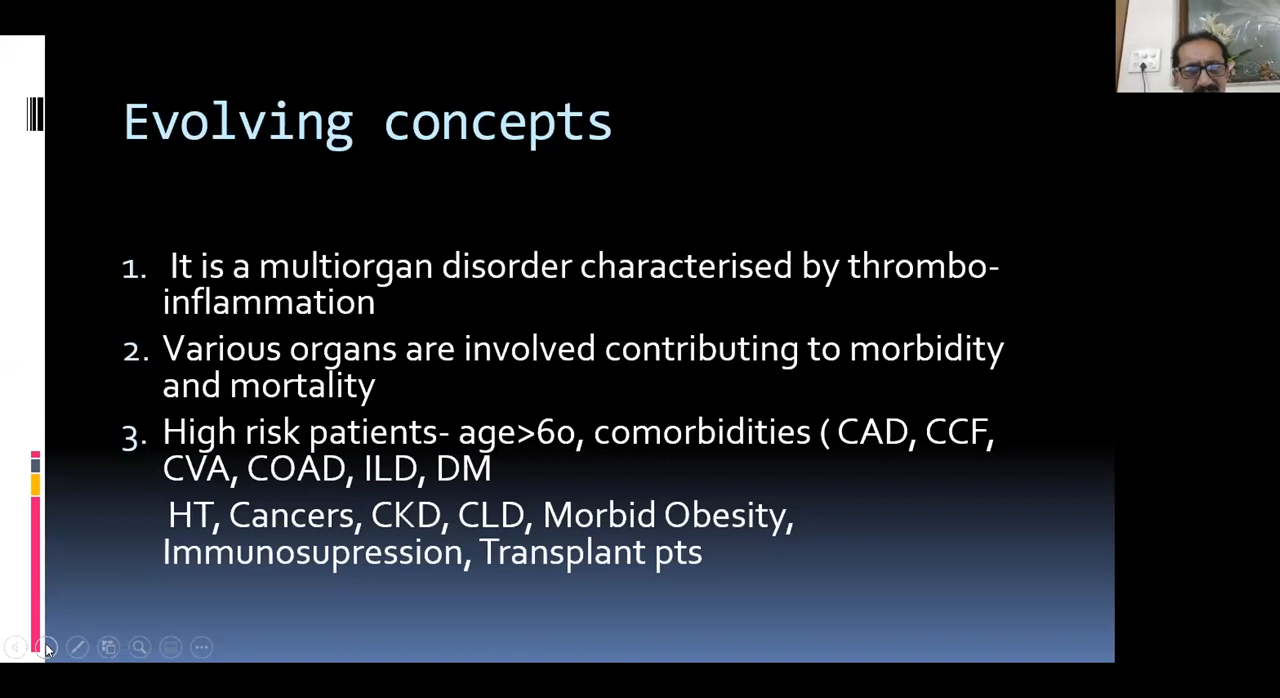 Evolving concepts
1. It is a multiorgan disorder characterised by thrombo-
inflammation
2. Various organs are involved contributing to morbidity
and mortality
3. High risk patients- age>60, comorbidities ( CAD, CCF,
CVA, COAD, ILD, DM
HT, Cancers, CKD, CLD, Morbid Obesity,
Immunosupression, Transplant pts